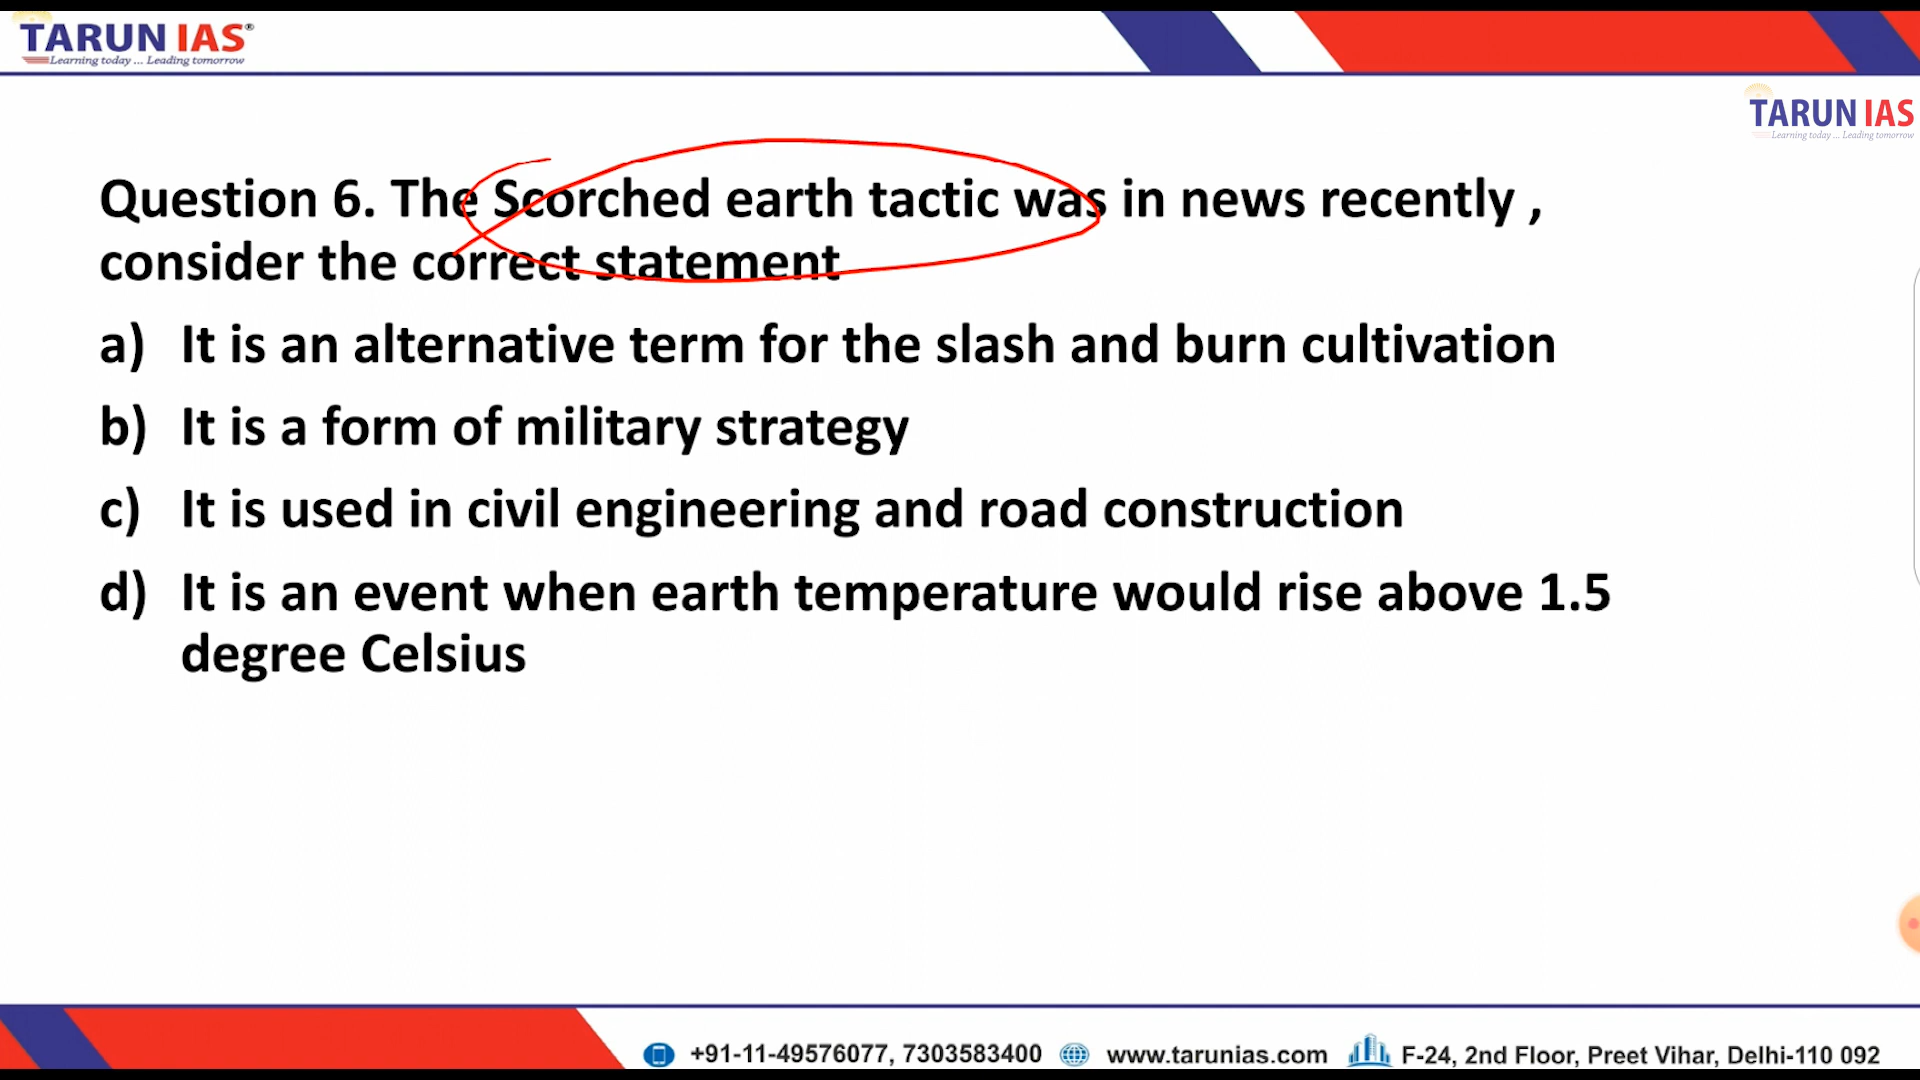 TARUN IAS®
Learning today ... Leading tomorrow
TARUN IAS
Learning today ... Leading tomorrow
Question 6. The Scorched earth tactic was in news recently ,
consider the correct statement
a) It is an alternative term for the slash and burn cultivation
b) It is a form of military strategy
c) It is used in civil engineering and road construction
d) It is an event when earth temperature would rise above 1.5
degree Celsius
+91-11-49576077, 7303583400 www.tarunias.com F-24, 2nd Floor, Preet Vihar, Delhi-110 092